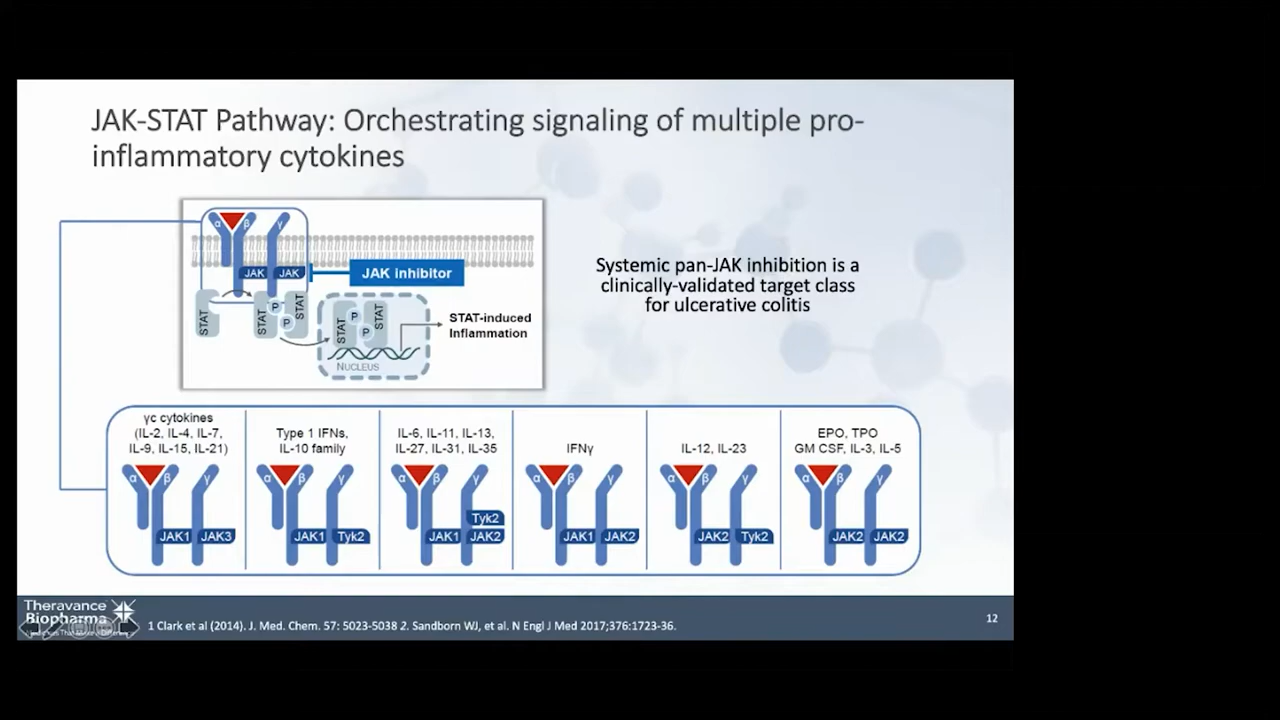 JAK-STAT Pathway: Orchestrating signaling of multiple pro-
inflammatory cytokines
α β γ
JAK JAK
JAK inhibitor
STAT STAT P P STAT
STAT P P STAT
NUCLEUS
STAT-induced
Inflammation
Systemic pan-JAK inhibition is a
clinically-validated target class
for ulcerative colitis
γc cytokines
(IL-2, IL-4, IL-7,
IL-9, IL-15, IL-21)
α β γ
JAK1 JAK3
Type 1 IFNs,
IL-10 family
α β γ
JAK1 Tyk2
IL-6, IL-11, IL-13,
IL-27, IL-31, IL-35
α β γ
Tyk2
JAK1 JAK2
IFNγ
α β γ
JAK1 JAK2
IL-12, IL-23
α β γ
JAK2 Tyk2
EPO, TPO
GM CSF, IL-3, IL-5
α β γ
JAK2 JAK2
Theravance
Biopharma
1 Clark et al (2014). J. Med. Chem. 57: 5023-5038 2. Sandborn WJ, et al. N Engl J Med 2017;376:1723-36.
12